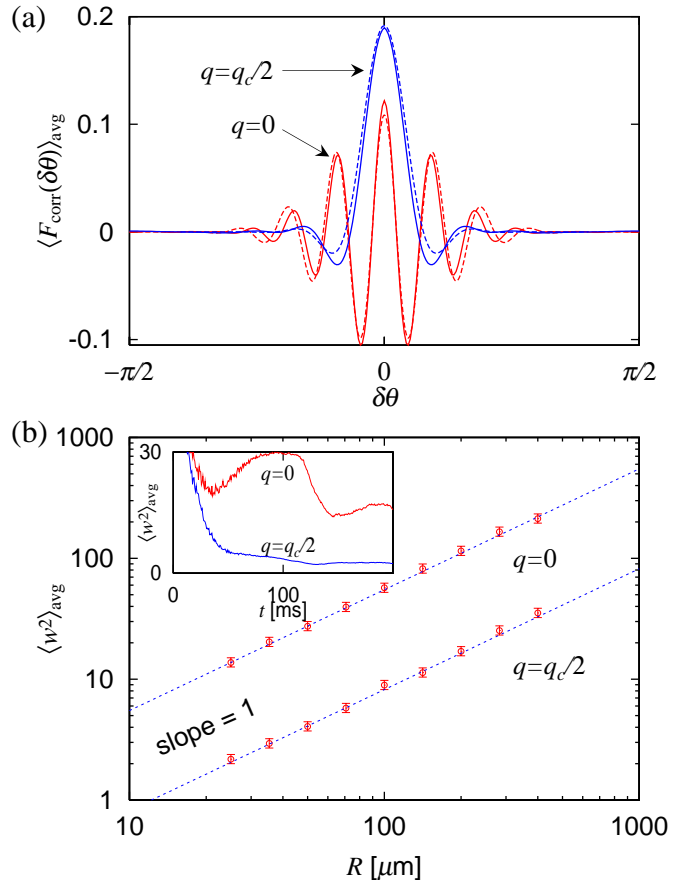 (a)
⟨F_corr(δθ)⟩_avg
0.2
0.1
0
-0.1
q=q_c/2
q=0
−π/2
0
π/2
δθ
(b)
⟨w²⟩_avg
1000
100
10
1
30
0
⟨w²⟩_avg
q=0
q=q_c/2
0
100
t [ms]
q=0
q=q_c/2
slope = 1
10
100
1000
R [μm]